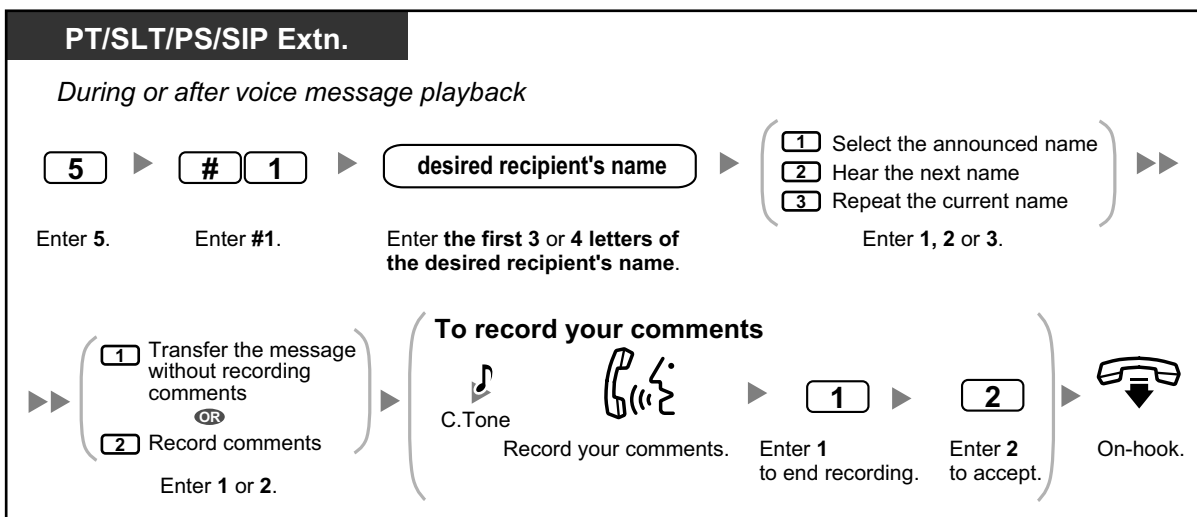 PT/SLT/PS/SIP Extn.
During or after voice message playback
5
# 1
desired recipient's name
1 Select the announced name
2 Hear the next name
3 Repeat the current name
Enter 5.
Enter #1.
Enter the first 3 or 4 letters of
the desired recipient's name.
Enter 1, 2 or 3.
1 Transfer the message
without recording
comments
OR
2 Record comments
Enter 1 or 2.
To record your comments
C.Tone
Record your comments.
1
Enter 1
to end recording.
2
Enter 2
to accept.
On-hook.